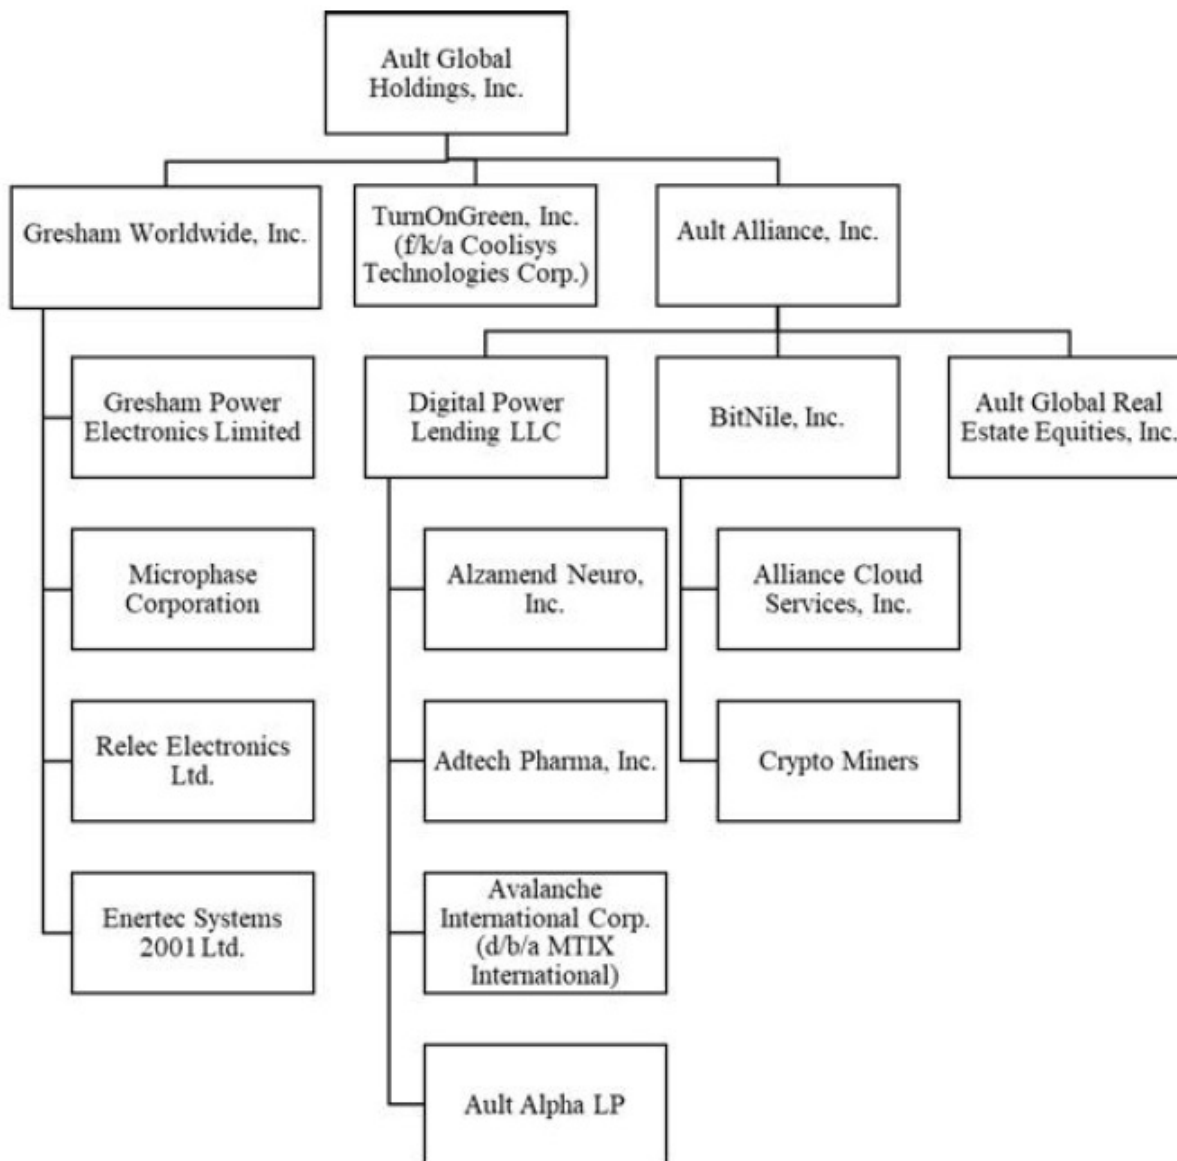 Ault Global
Holdings, Inc.
Gresham Worldwide, Inc.
TurnOnGreen, Inc.
(f/k/a Coolisys
Technologies Corp.)
Ault Alliance, Inc.
Gresham Power
Electronics Limited
Digital Power
Lending LLC
BitNile, Inc.
Ault Global Real
Estate Equities, Inc.
Microphase
Corporation
Alzamend Neuro,
Inc.
Alliance Cloud
Services, Inc.
Relec Electronics
Ltd.
Adtech Pharma, Inc.
Crypto Miners
Enertec Systems
2001 Ltd.
Avalanche
International Corp.
(d/b/a MTIX
International)
Ault Alpha LP